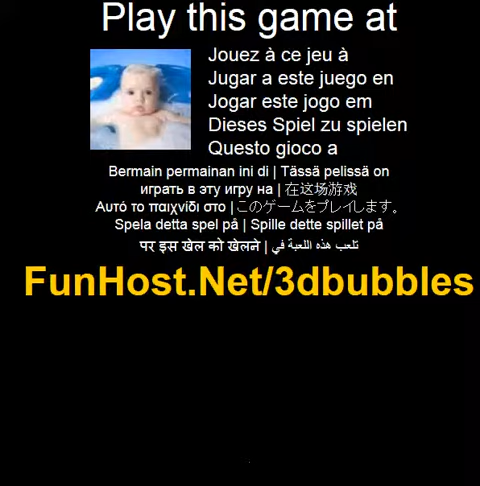 Play this game at
Jouez à ce jeu à
Jugar a este juego en
Jogar este jogo em
Dieses Spiel zu spielen
Questo gioco a
Bermain permainan ini di | Tässä pelissä on
играть в эту игру на | 在这场游戏
Αυτό το παιχνίδι στο | このゲームをプレイします。
Spela detta spel på | Spille dette spillet på
पर इस खेल को खेलने | تلعب هذه اللعبة في
FunHost.Net/3dbubbles